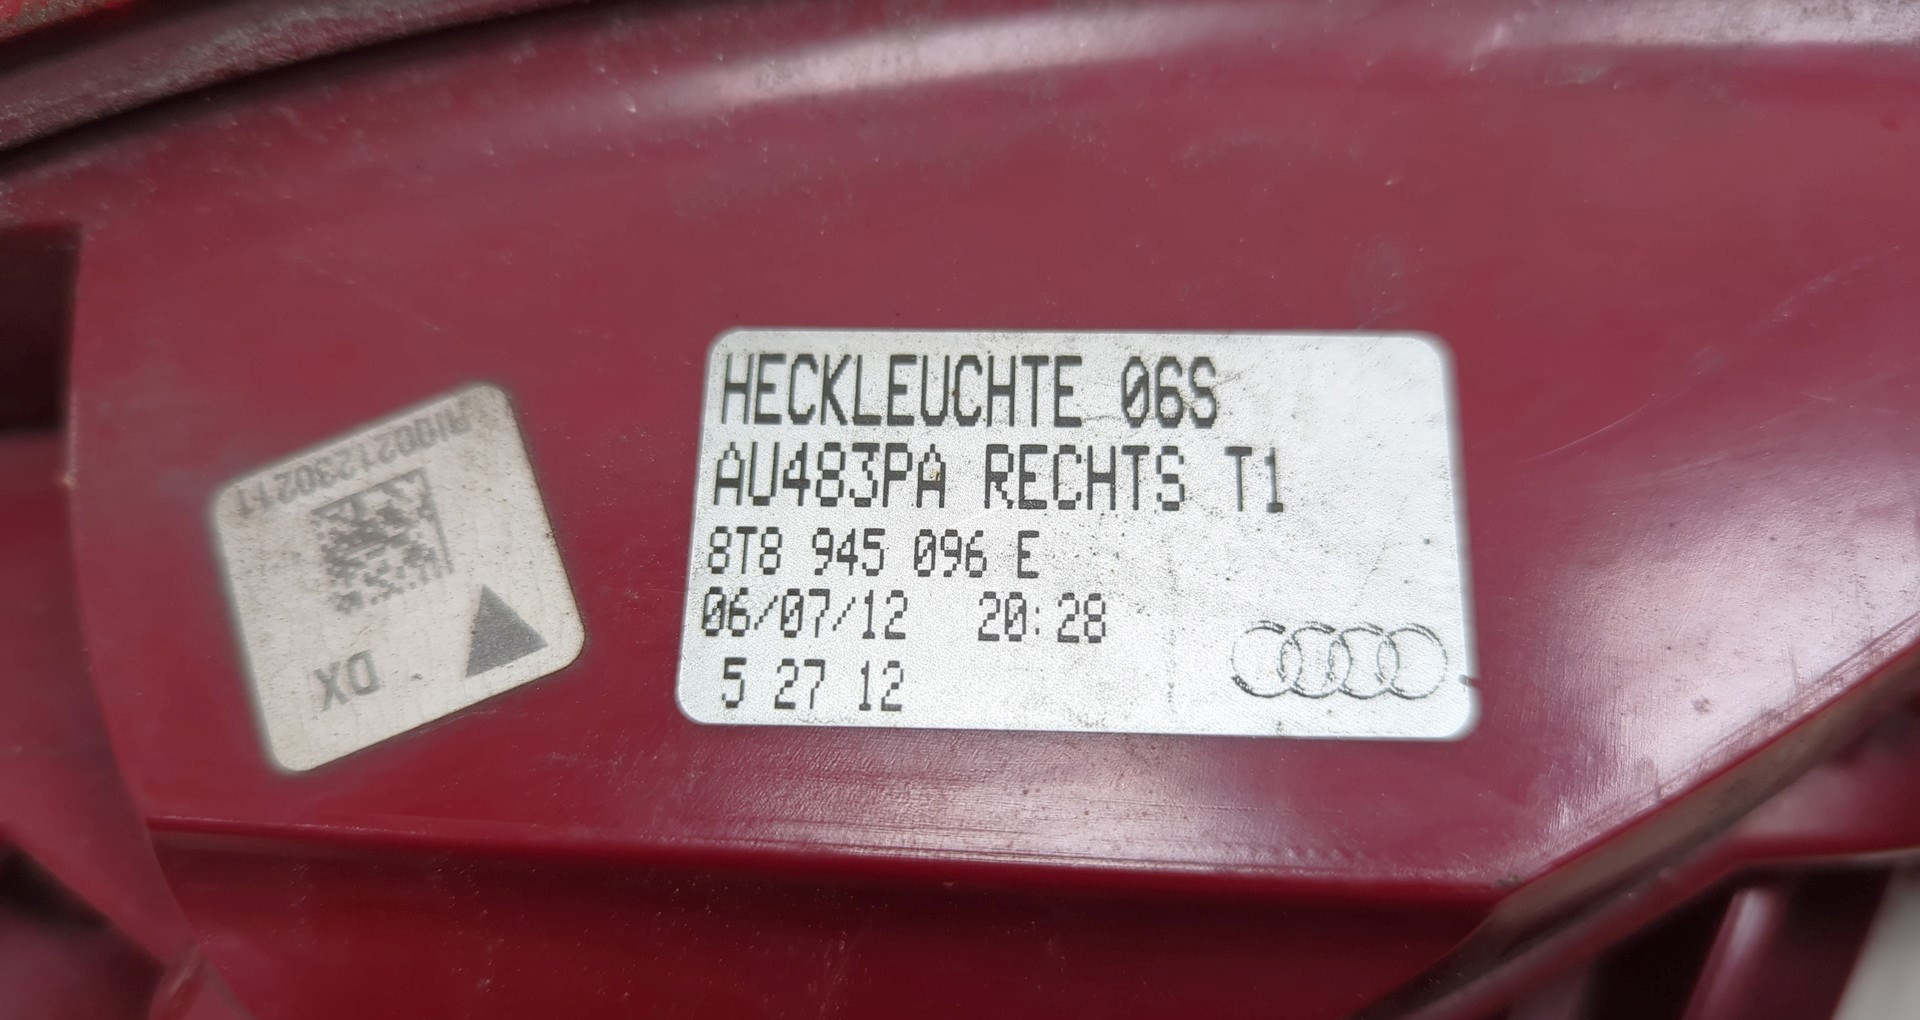 HECKLEUCHTE 06S
AU483PA RECHTS T1
8T8 945 096 E
06/07/12 20:28
5 27 12
DX